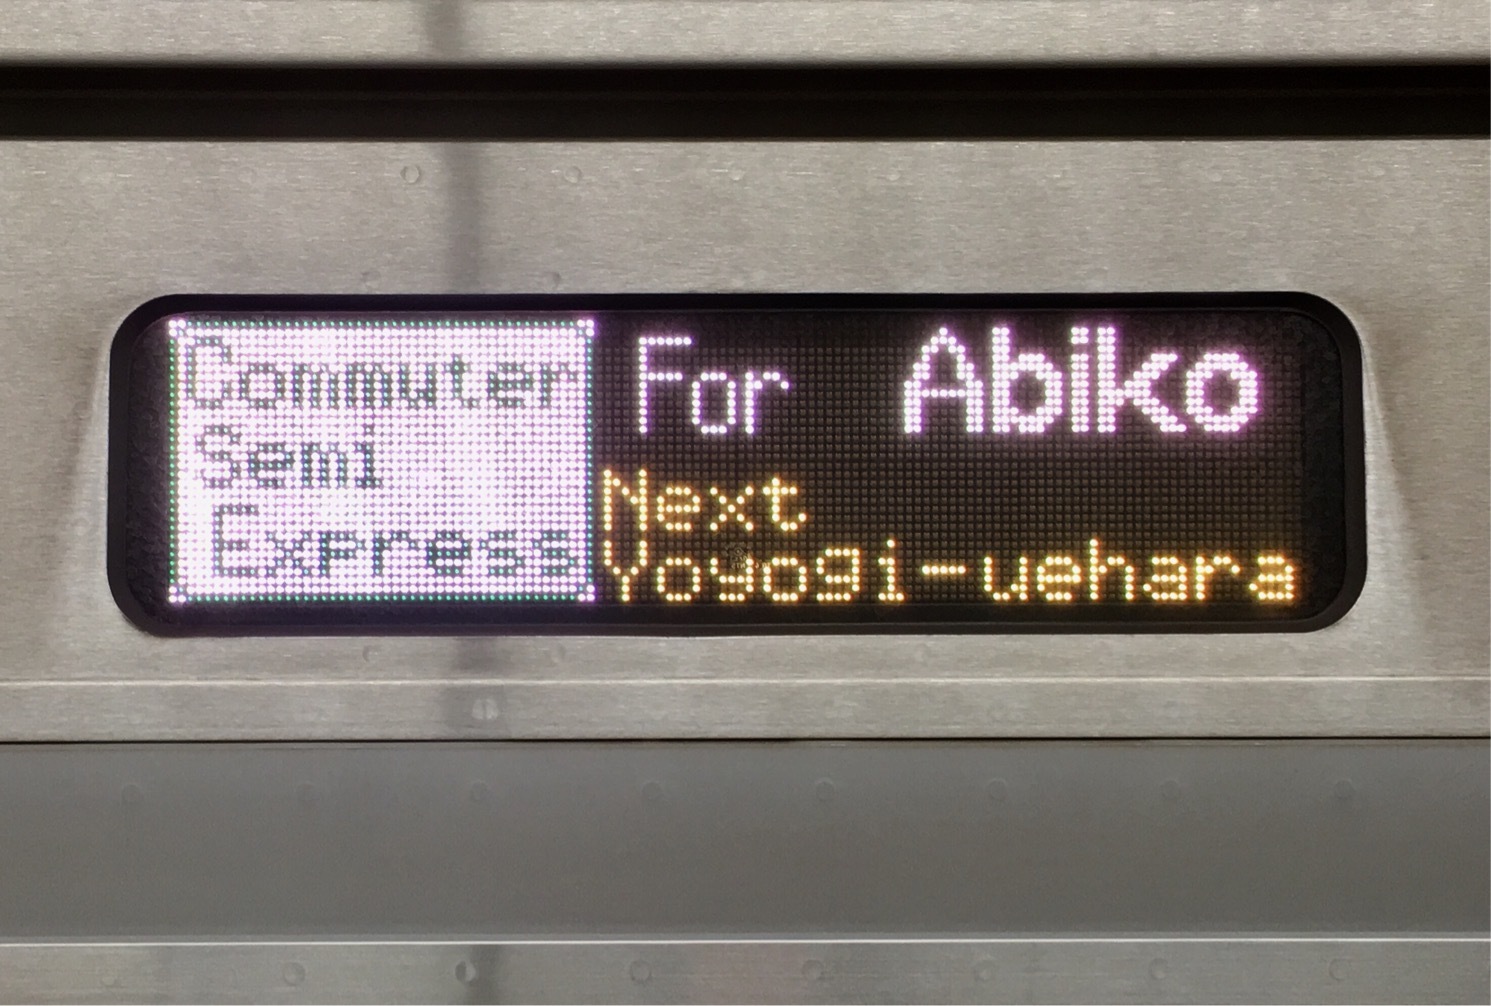 Commuter
Semi
Express
For Abiko
Next
Yoyogi-uehara